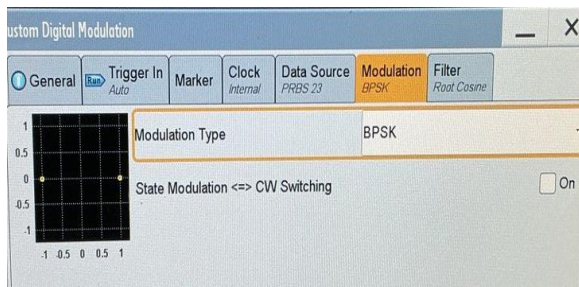 ustom Digital Modulation
General
Run Trigger In
Auto
Marker
Clock
Internal
Data Source
PRBS 23
Modulation
BPSK
Filter
Root Cosine
Modulation Type BPSK
State Modulation <=> CW Switching On
1
0.5
0
-0.5
-1
-1 -0.5 0 0.5 1